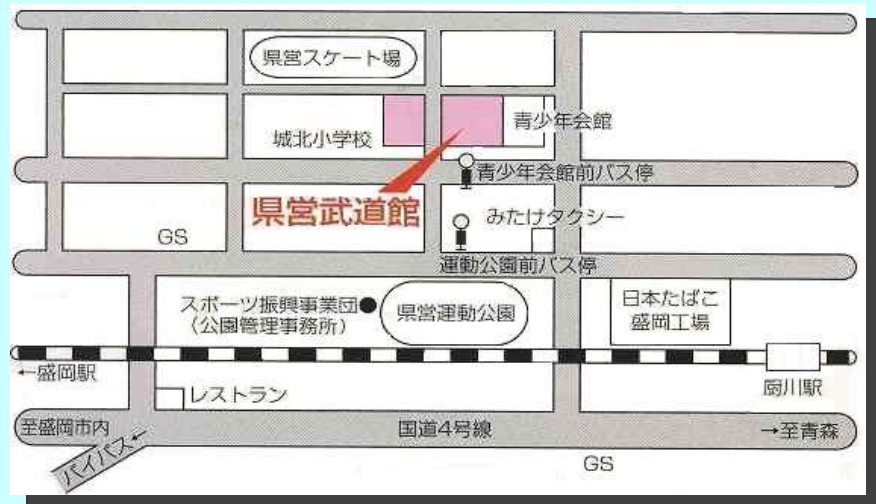 県営スケート場
城北小学校
青少年会館
青少年会館前バス停
県営武道館
みたけタクシー
GS
運動公園前バス停
スポーツ振興事業団
（公園管理事務所）
県営運動公園
日本たばこ
盛岡工場
←盛岡駅
厨川駅
レストラン
至盛岡市内
国道4号線
→至青森
バイパス←
GS